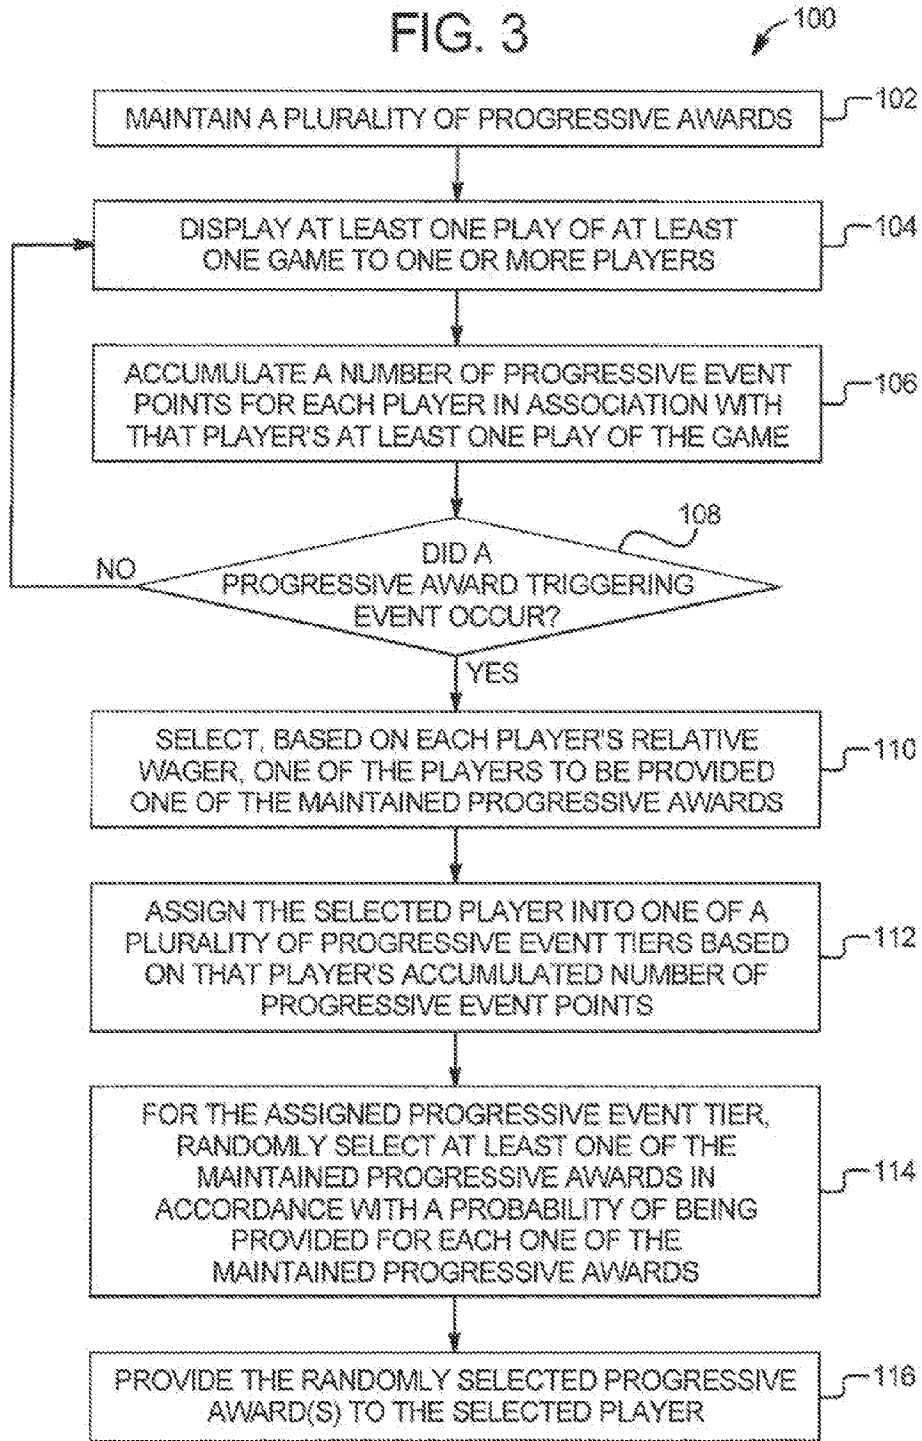 FIG. 3
100
MAINTAIN A PLURALITY OF PROGRESSIVE AWARDS
102
DISPLAY AT LEAST ONE PLAY OF AT LEAST
ONE GAME TO ONE OR MORE PLAYERS
104
ACCUMULATE A NUMBER OF PROGRESSIVE EVENT
POINTS FOR EACH PLAYER IN ASSOCIATION WITH
THAT PLAYER'S AT LEAST ONE PLAY OF THE GAME
106
108
DID A
PROGRESSIVE AWARD TRIGGERING
EVENT OCCUR?
NO
YES
SELECT, BASED ON EACH PLAYER'S RELATIVE
WAGER, ONE OF THE PLAYERS TO BE PROVIDED
ONE OF THE MAINTAINED PROGRESSIVE AWARDS
110
ASSIGN THE SELECTED PLAYER INTO ONE OF A
PLURALITY OF PROGRESSIVE EVENT TIERS BASED
ON THAT PLAYER'S ACCUMULATED NUMBER OF
PROGRESSIVE EVENT POINTS
112
FOR THE ASSIGNED PROGRESSIVE EVENT TIER,
RANDOMLY SELECT AT LEAST ONE OF THE
MAINTAINED PROGRESSIVE AWARDS IN
ACCORDANCE WITH A PROBABILITY OF BEING
PROVIDED FOR EACH ONE OF THE
MAINTAINED PROGRESSIVE AWARDS
114
PROVIDE THE RANDOMLY SELECTED PROGRESSIVE
AWARD(S) TO THE SELECTED PLAYER
116